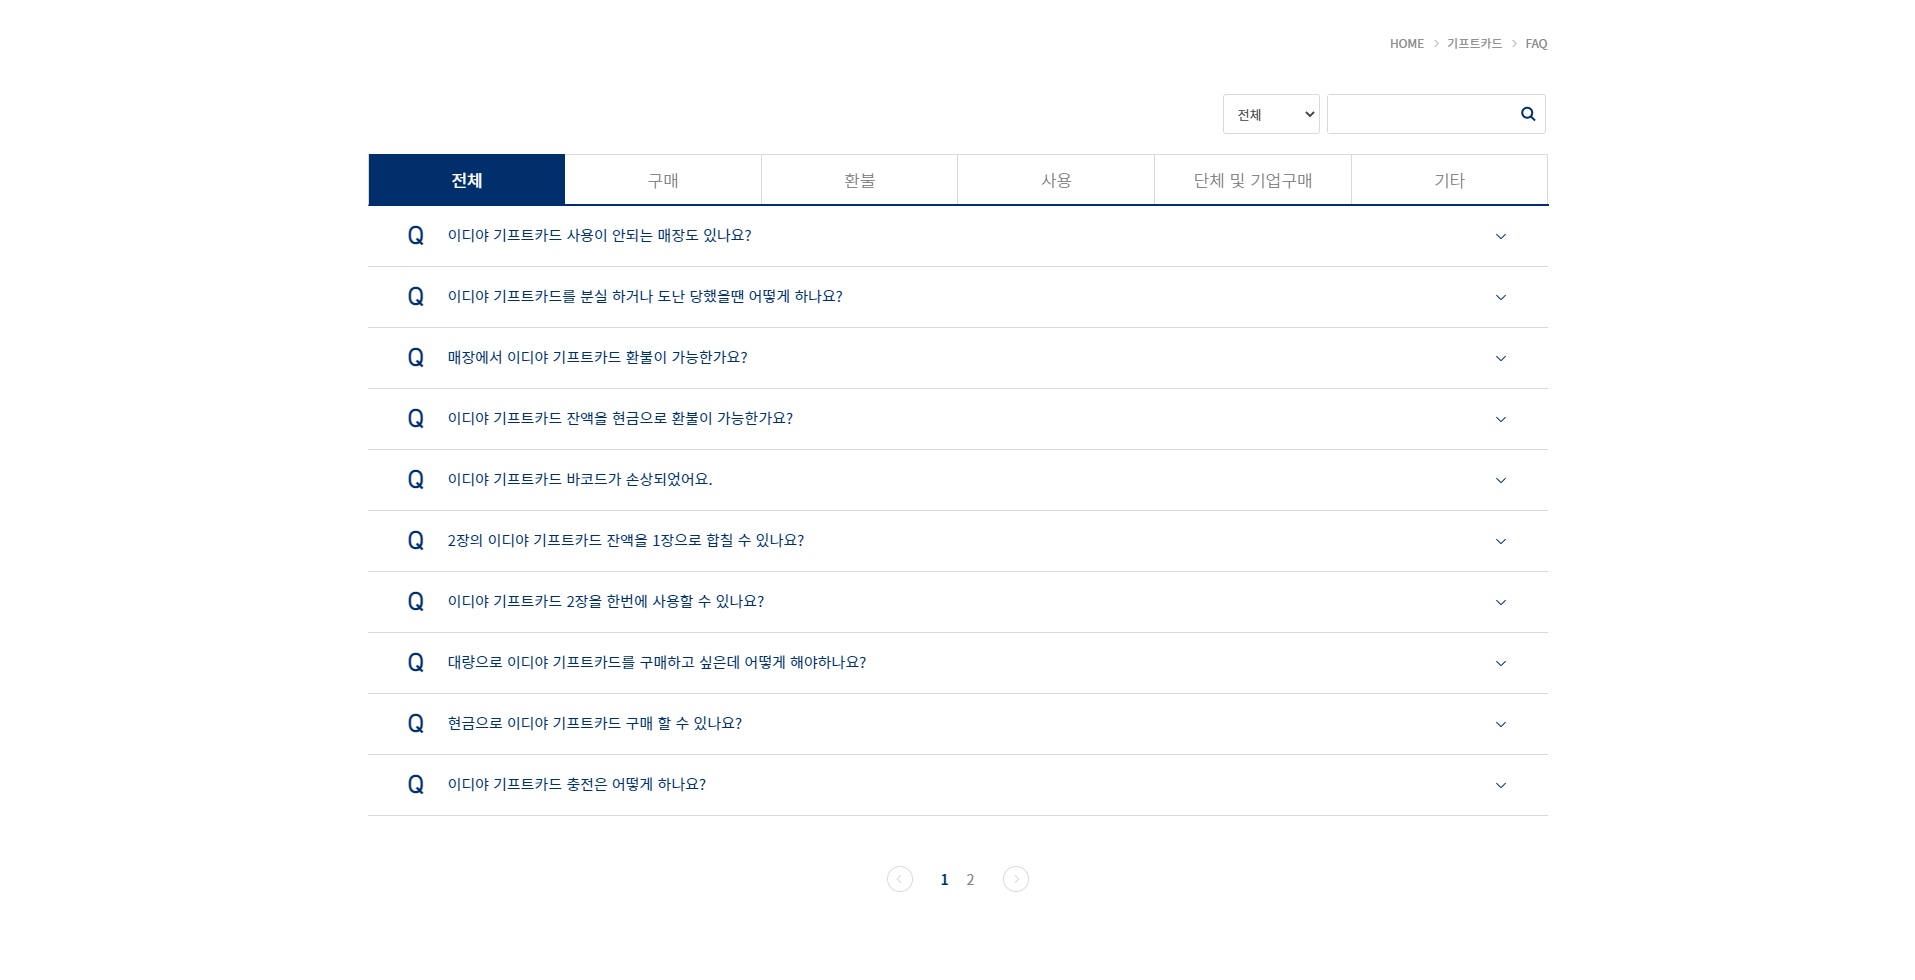 HOME > 기프트카드 > FAQ
전체
전체 구매 환불 사용 단체 및 기업구매 기타
Q 이디야 기프트카드 사용이 안되는 매장도 있나요?
Q 이디야 기프트카드를 분실 하거나 도난 당했을땐 어떻게 하나요?
Q 매장에서 이디야 기프트카드 환불이 가능한가요?
Q 이디야 기프트카드 잔액을 현금으로 환불이 가능한가요?
Q 이디야 기프트카드 바코드가 손상되었어요.
Q 2장의 이디야 기프트카드 잔액을 1장으로 합칠 수 있나요?
Q 이디야 기프트카드 2장을 한번에 사용할 수 있나요?
Q 대량으로 이디야 기프트카드를 구매하고 싶은데 어떻게 해야하나요?
Q 현금으로 이디야 기프트카드 구매 할 수 있나요?
Q 이디야 기프트카드 충전은 어떻게 하나요?
1 2